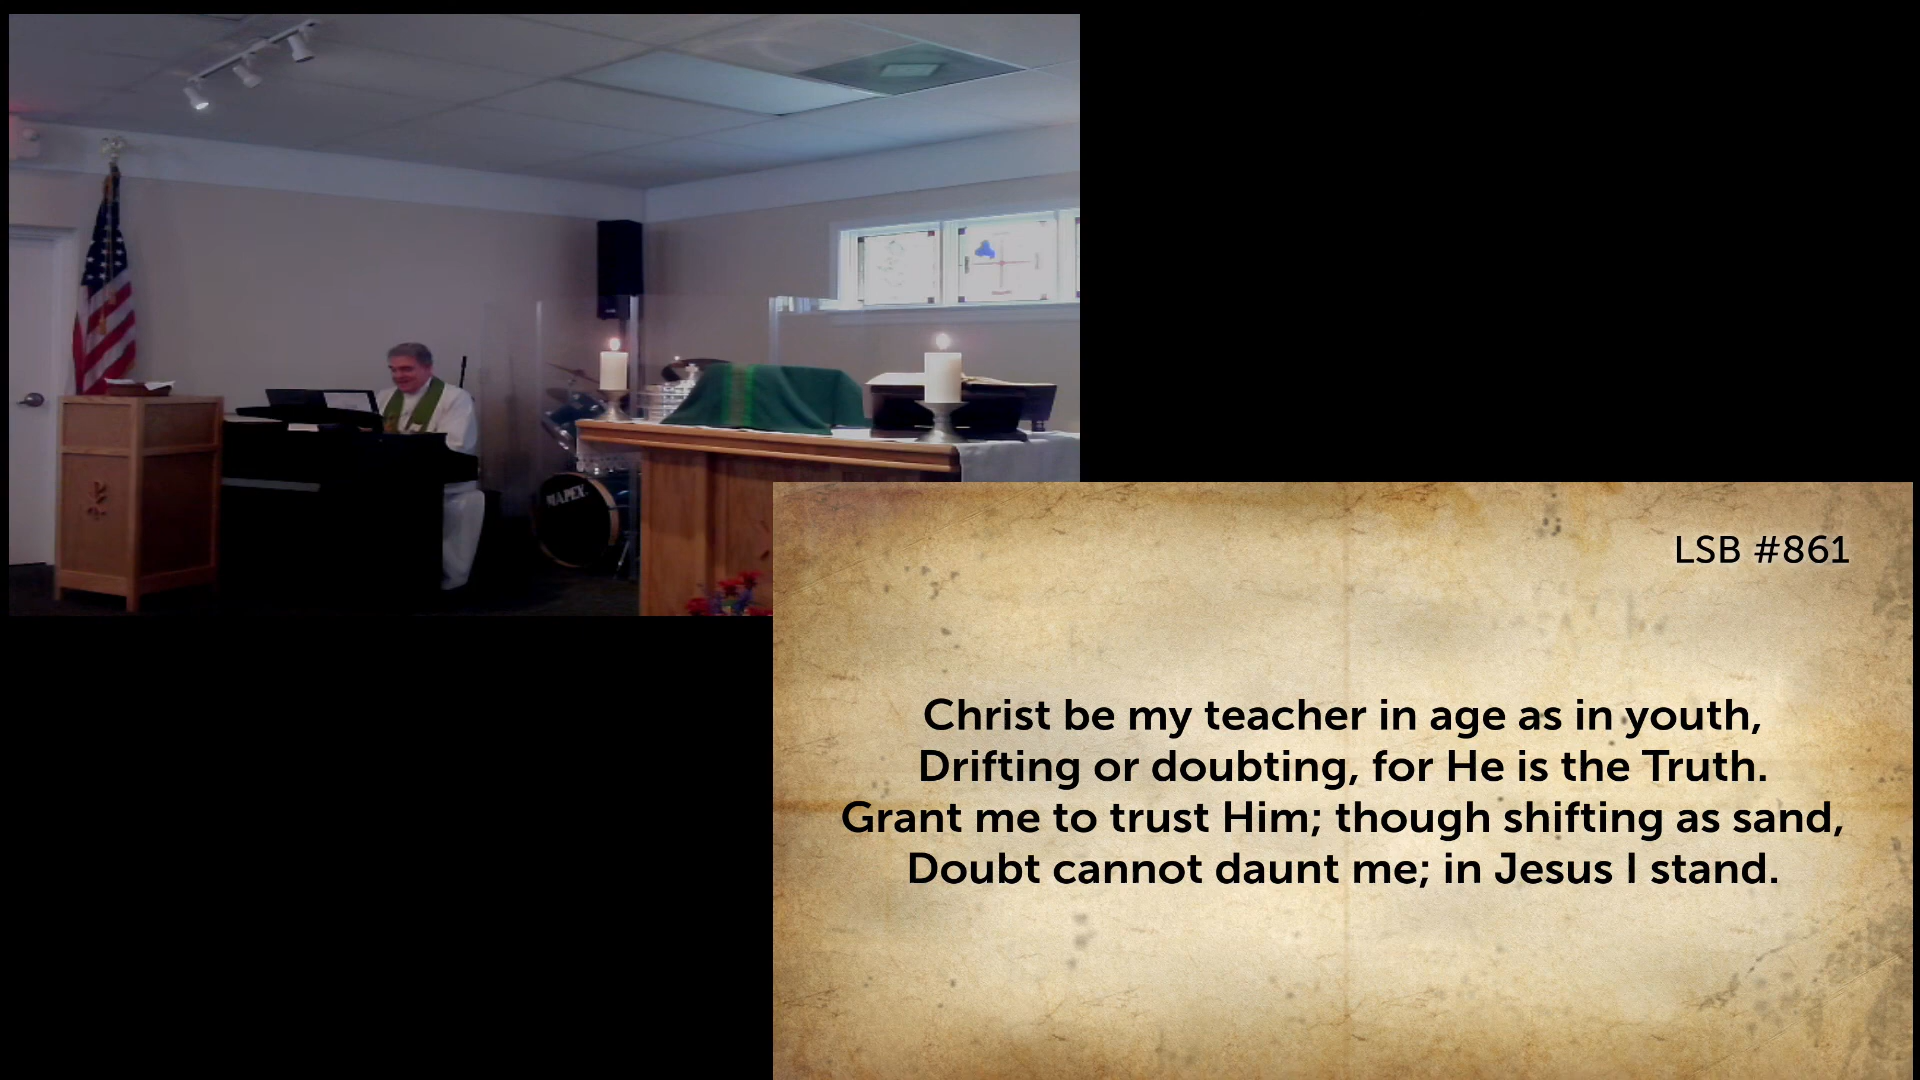 MAPEX
LSB #861
Christ be my teacher in age as in youth,
Drifting or doubting, for He is the Truth.
Grant me to trust Him; though shifting as sand,
Doubt cannot daunt me; in Jesus I stand.